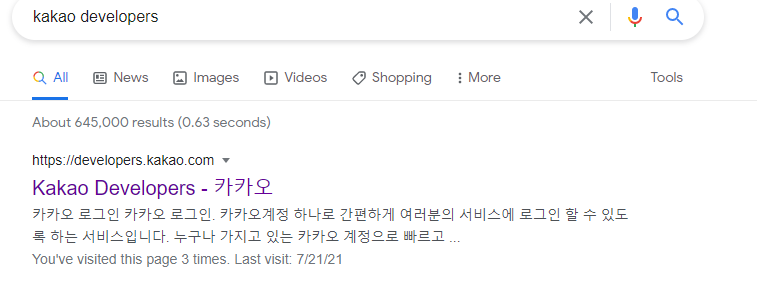 kakao developers
All News Images Videos Shopping More Tools
About 645,000 results (0.63 seconds)
https://developers.kakao.com
Kakao Developers - 카카오
카카오 로그인 카카오 로그인. 카카오계정 하나로 간편하게 여러분의 서비스에 로그인 할 수 있도
록 하는 서비스입니다. 누구나 가지고 있는 카카오 계정으로 빠르고 ...
You've visited this page 3 times. Last visit: 7/21/21